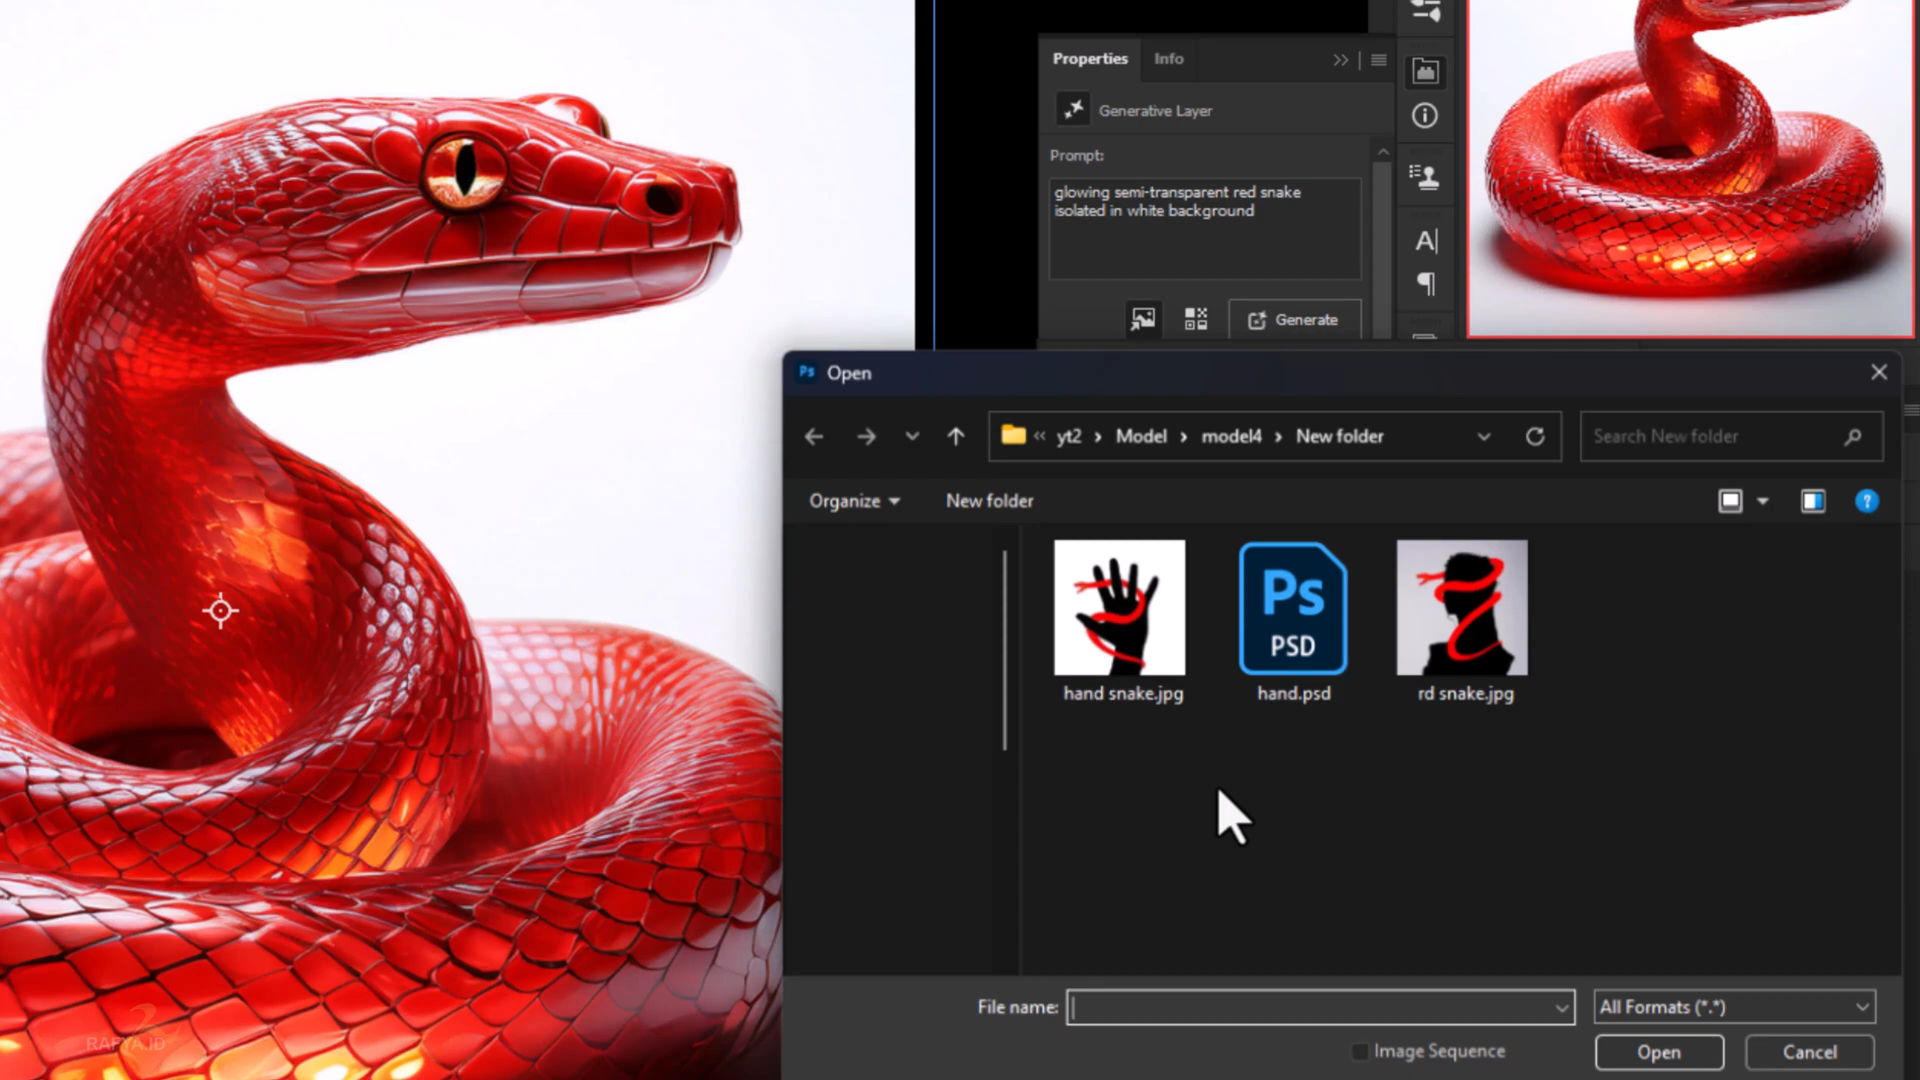 Properties Info
Generative Layer
Prompt:
glowing semi-transparent red snake
isolated in white background
Generate
A
Ps Open
« yt2 › Model › model4 › New folder
Search New folder
Organize
New folder
?
Ps
PSD
hand snake.jpg
hand.psd
rd snake.jpg
File name:
All Formats (*.*)
Image Sequence
Open
Cancel
RAFYA.ID